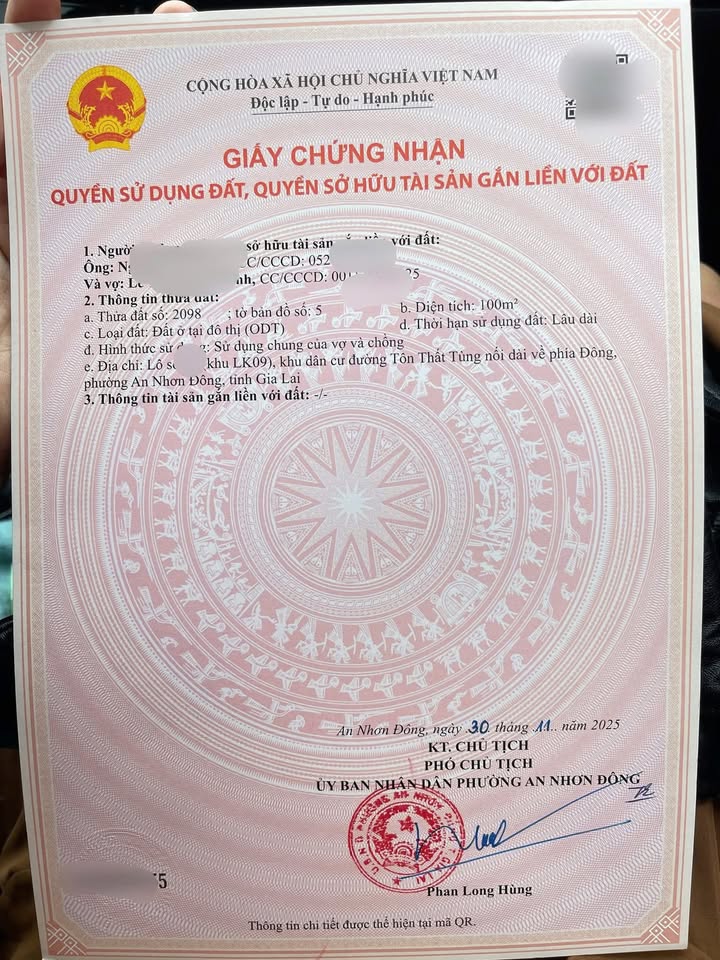 CỘNG HÒA XÃ HỘI CHỦ NGHĨA VIỆT NAM
Độc lập - Tự do - Hạnh phúc
GIẤY CHỨNG NHẬN
QUYỀN SỬ DỤNG ĐẤT, QUYỀN SỞ HỮU TÀI SẢN GẮN LIỀN VỚI ĐẤT
1. Người sở hữu tài sản gắn liền với đất:
Ông: C/CCCD: 052
Và vợ: nh, CC/CCCD: 00
2. Thông tin thửa đất:
a. Thửa đất số: 2098 ; tờ bản đồ số: 5 b. Diện tích: 100m²
c. Loại đất: Đất ở tại đô thị (ODT) d. Thời hạn sử dụng đất: Lâu dài
đ. Hình thức sử dụng: Sử dụng chung của vợ và chồng
e. Địa chỉ: Lô số khu LK09), khu dân cư đường Tôn Thất Tùng nối dài về phía Đông,
phường An Nhơn Đông, tỉnh Gia Lai
3. Thông tin tài sản gắn liền với đất: -/-
An Nhơn Đông, ngày 30 tháng 11.. năm 2025
KT. CHỦ TỊCH
PHÓ CHỦ TỊCH
ỦY BAN NHÂN DÂN PHƯỜNG AN NHƠN ĐÔNG
Phan Long Hùng
5
Thông tin chi tiết được thể hiện tại mã QR.